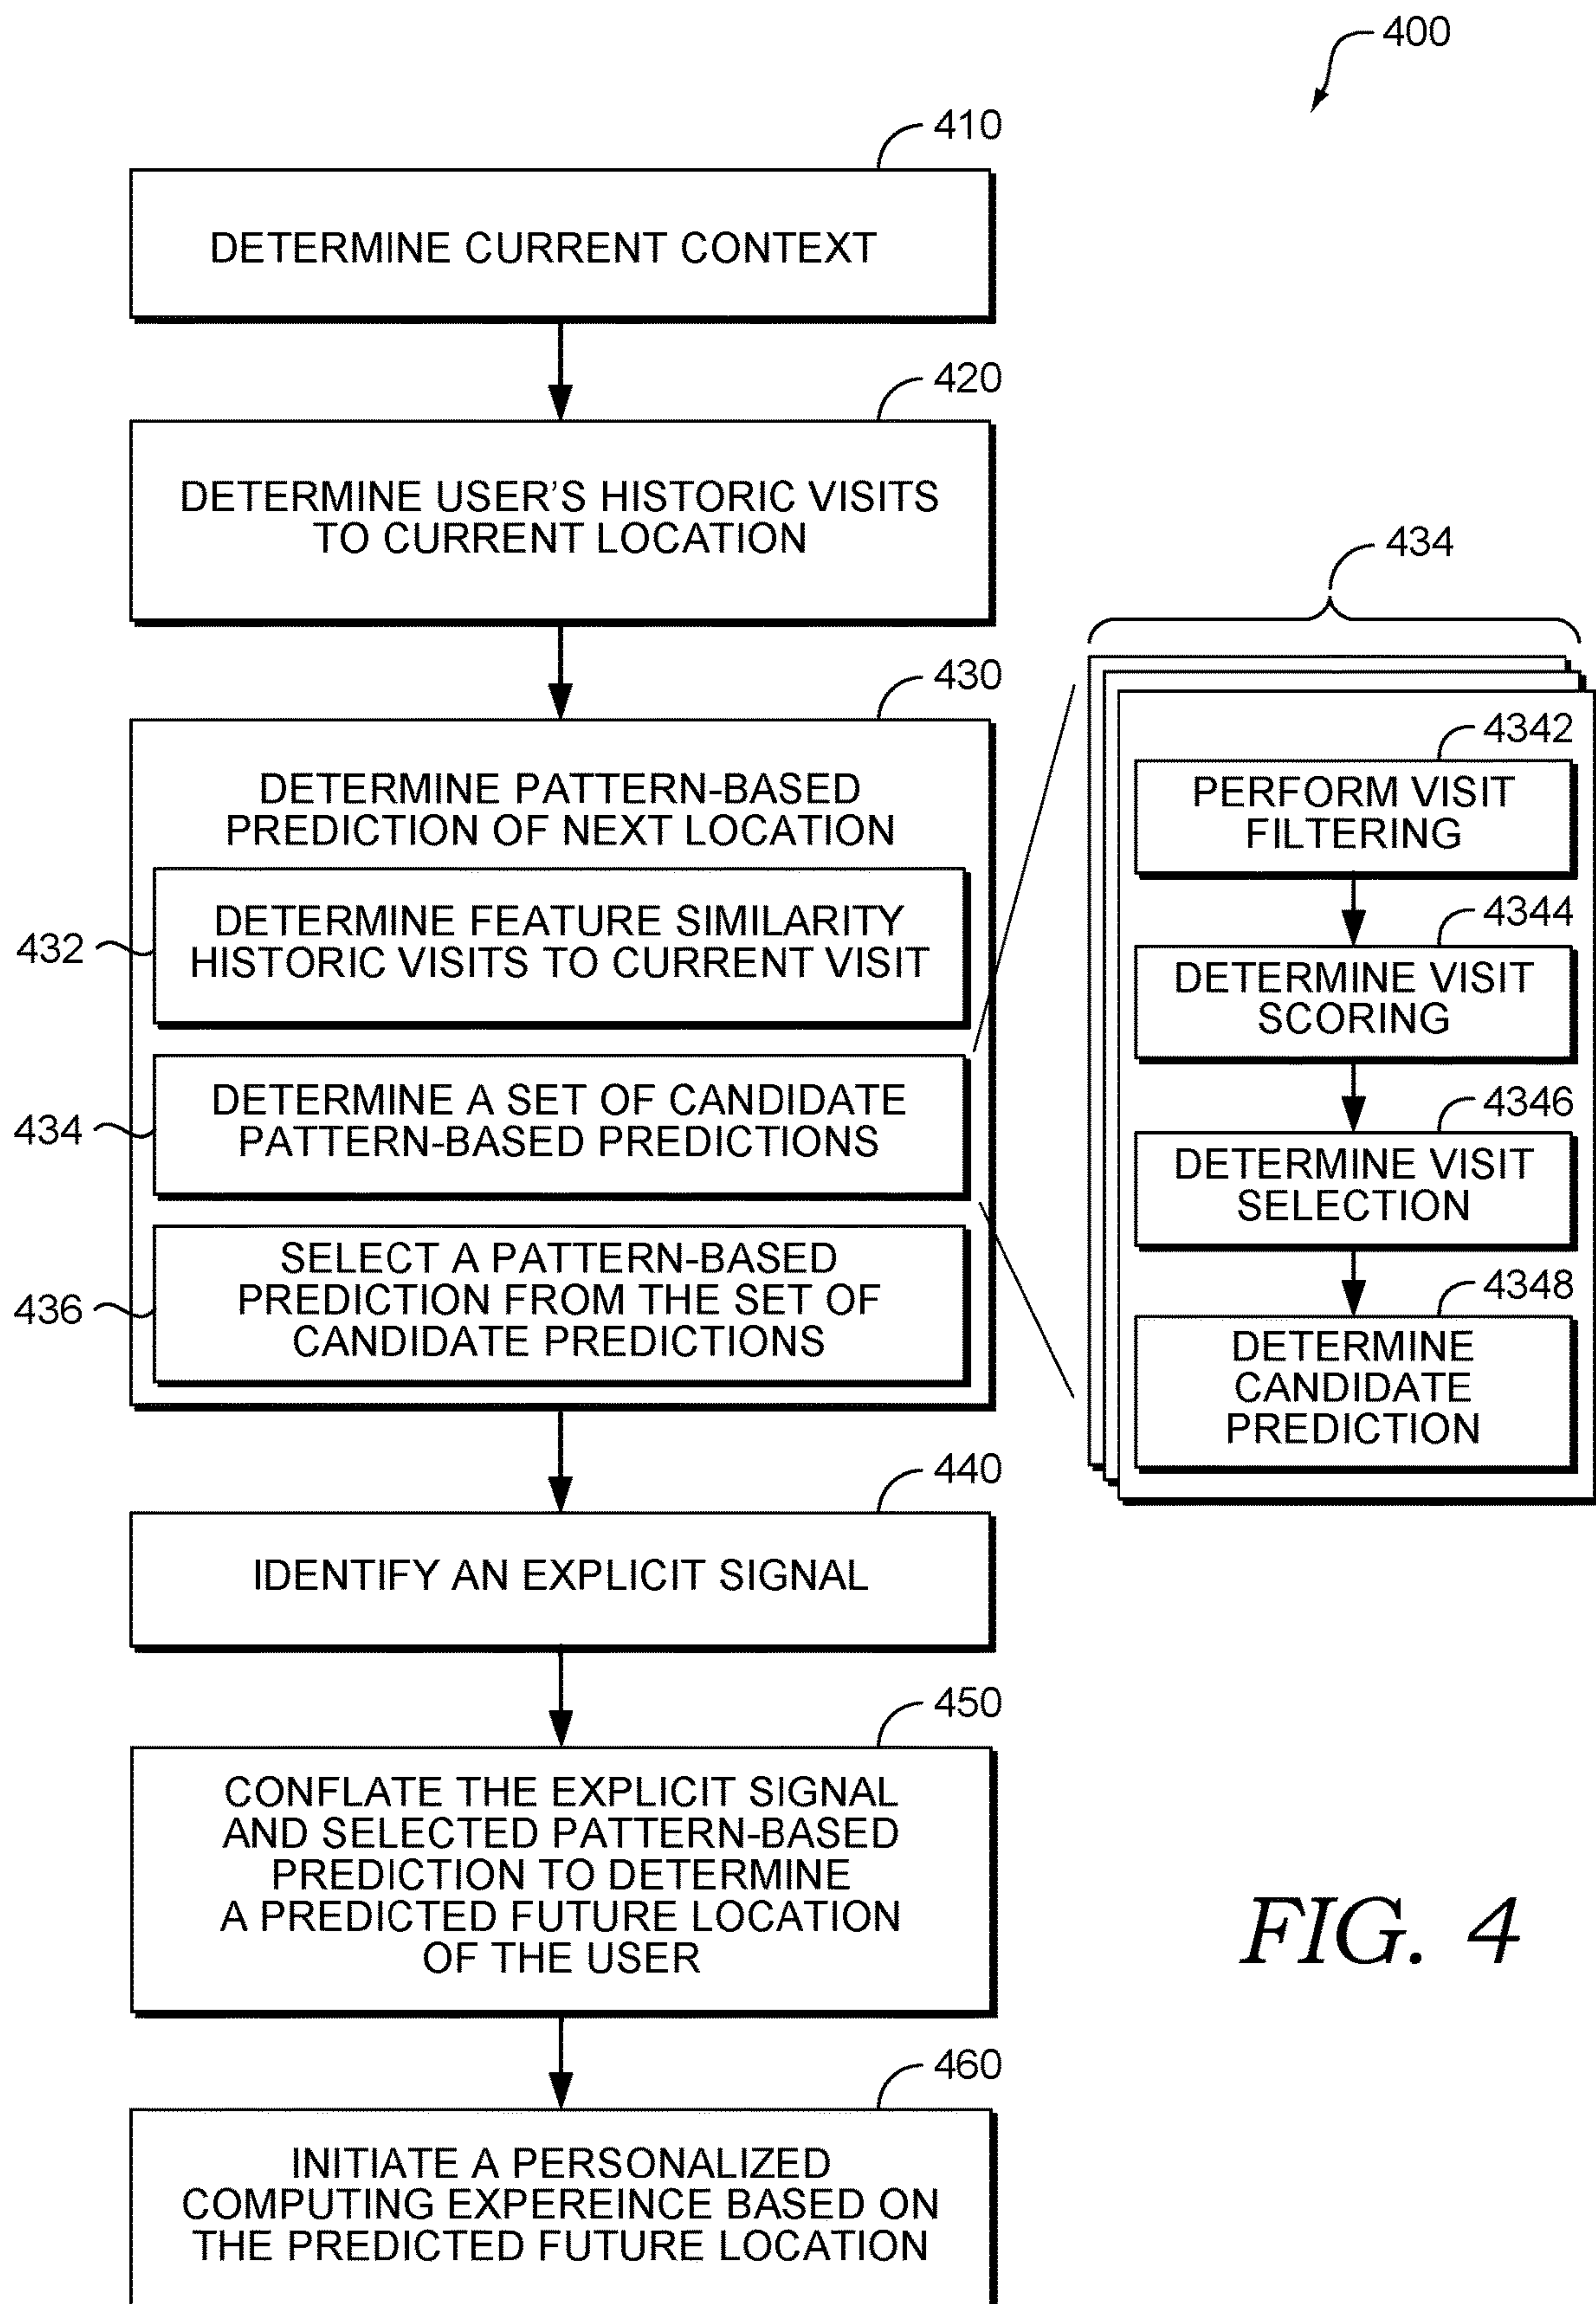 400
410
DETERMINE CURRENT CONTEXT
420
DETERMINE USER'S HISTORIC VISITS
TO CURRENT LOCATION
430
DETERMINE PATTERN-BASED
PREDICTION OF NEXT LOCATION
432
DETERMINE FEATURE SIMILARITY
HISTORIC VISITS TO CURRENT VISIT
434
DETERMINE A SET OF CANDIDATE
PATTERN-BASED PREDICTIONS
436
SELECT A PATTERN-BASED
PREDICTION FROM THE SET OF
CANDIDATE PREDICTIONS
434
4342
PERFORM VISIT
FILTERING
4344
DETERMINE VISIT
SCORING
4346
DETERMINE VISIT
SELECTION
4348
DETERMINE
CANDIDATE
PREDICTION
440
IDENTIFY AN EXPLICIT SIGNAL
450
CONFLATE THE EXPLICIT SIGNAL
AND SELECTED PATTERN-BASED
PREDICTION TO DETERMINE
A PREDICTED FUTURE LOCATION
OF THE USER
460
INITIATE A PERSONALIZED
COMPUTING EXPEREINCE BASED ON
THE PREDICTED FUTURE LOCATION
FIG. 4